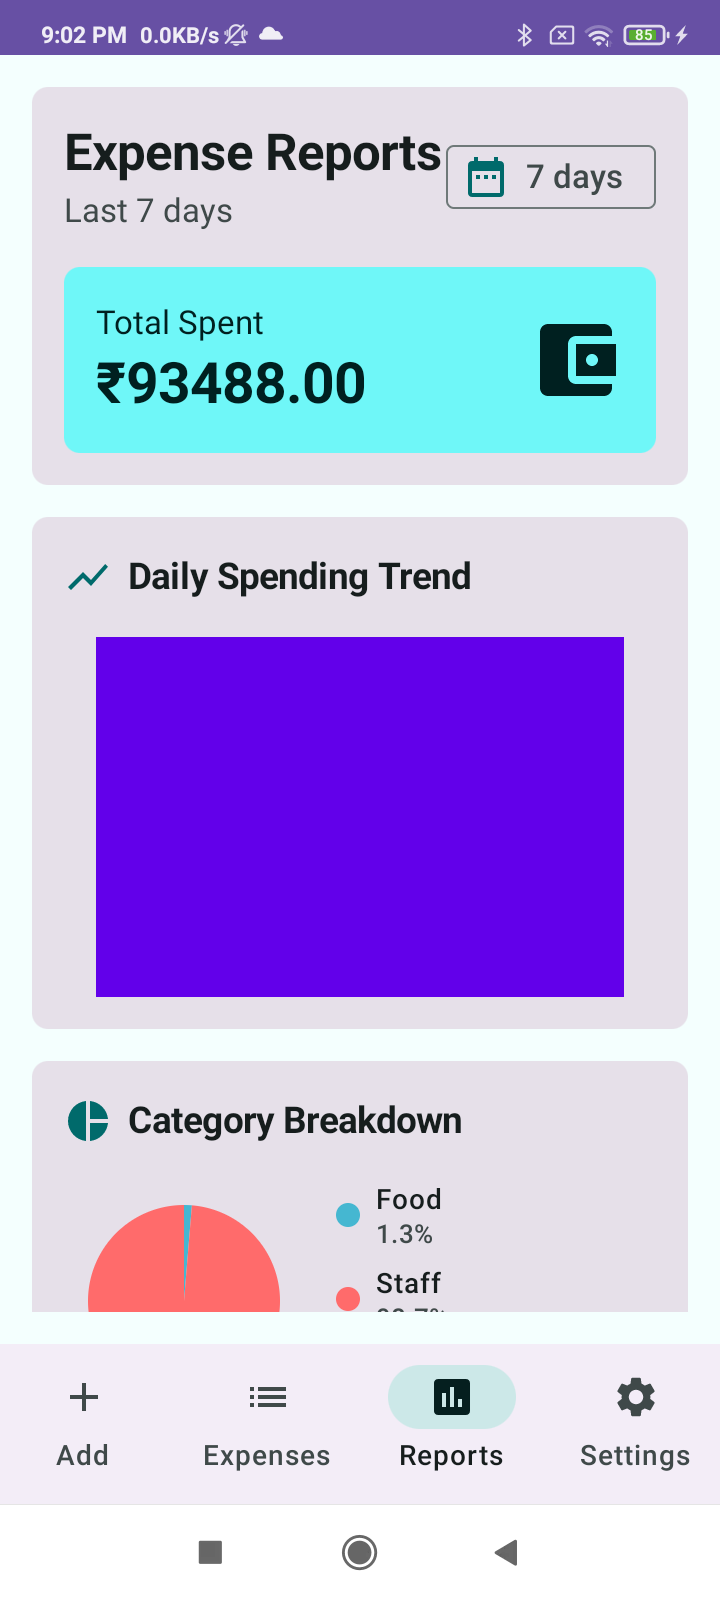 9:02 PM 0.0KB/s
85
Expense Reports
7 days
Last 7 days
Total Spent
₹93488.00
Daily Spending Trend
Category Breakdown
Food
1.3%
Staff
Add Expenses Reports Settings